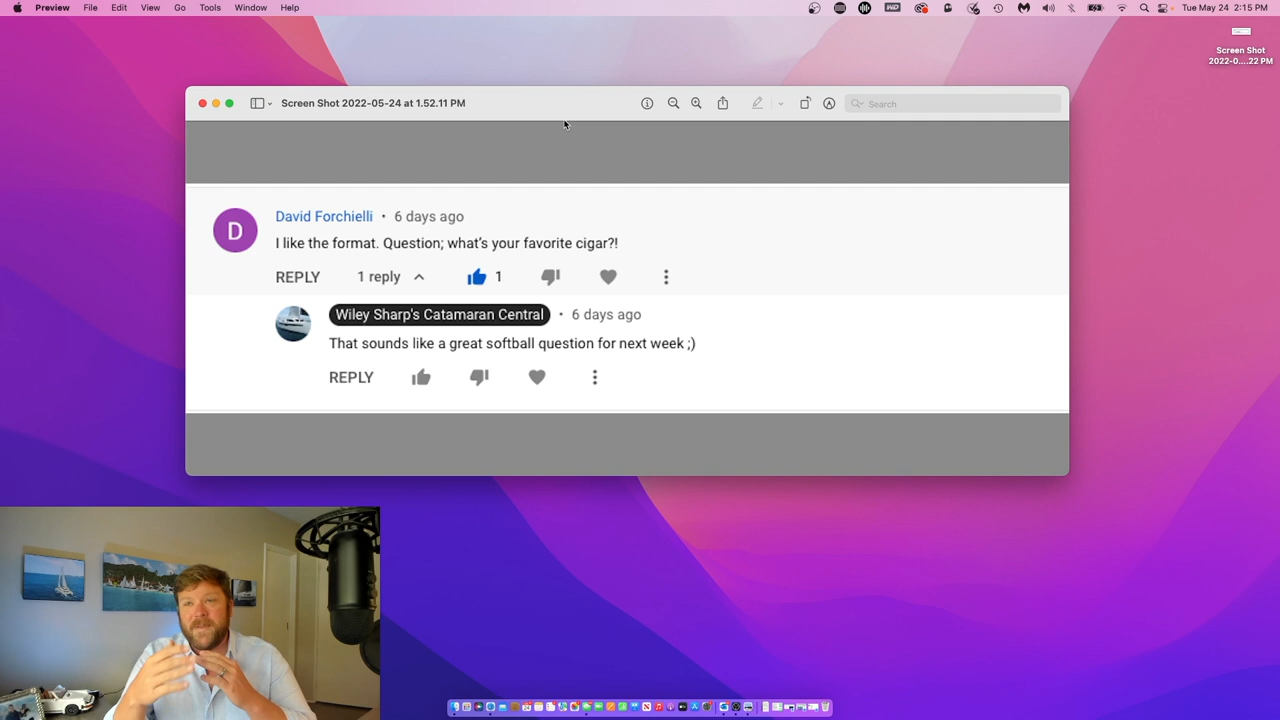 Preview File Edit View Go Tools Window Help
Tue May 24 2:15 PM
Screen Shot
2022-0....22 PM
Screen Shot 2022-05-24 at 1.52.11 PM
Search
D
David Forchielli • 6 days ago
I like the format. Question; what's your favorite cigar?!
REPLY 1 reply 1
Wiley Sharp's Catamaran Central • 6 days ago
That sounds like a great softball question for next week ;)
REPLY